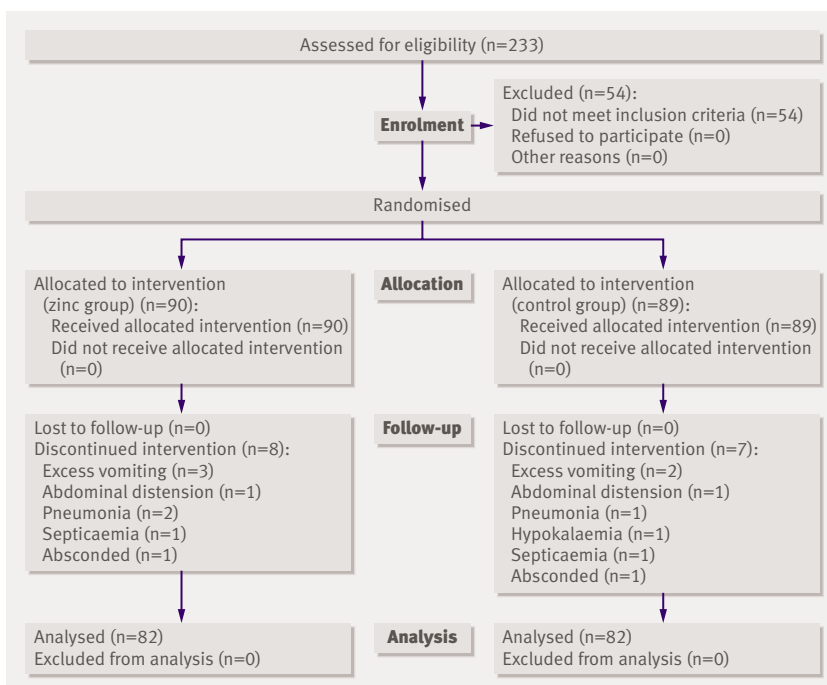 Assessed for eligibility (n=233)
Enrolment
Excluded (n=54):
Did not meet inclusion criteria (n=54)
Refused to participate (n=0)
Other reasons (n=0)
Randomised
Allocated to intervention
(zinc group) (n=90):
Received allocated intervention (n=90)
Did not receive allocated intervention
(n=0)
Allocation
Allocated to intervention
(control group) (n=89):
Received allocated intervention (n=89)
Did not receive allocated intervention
(n=0)
Lost to follow-up (n=0)
Discontinued intervention (n=8):
Excess vomiting (n=3)
Abdominal distension (n=1)
Pneumonia (n=2)
Septicaemia (n=1)
Absconded (n=1)
Follow-up
Lost to follow-up (n=0)
Discontinued intervention (n=7):
Excess vomiting (n=2)
Abdominal distension (n=1)
Pneumonia (n=1)
Hypokalaemia (n=1)
Septicaemia (n=1)
Absconded (n=1)
Analysed (n=82)
Excluded from analysis (n=0)
Analysis
Analysed (n=82)
Excluded from analysis (n=0)